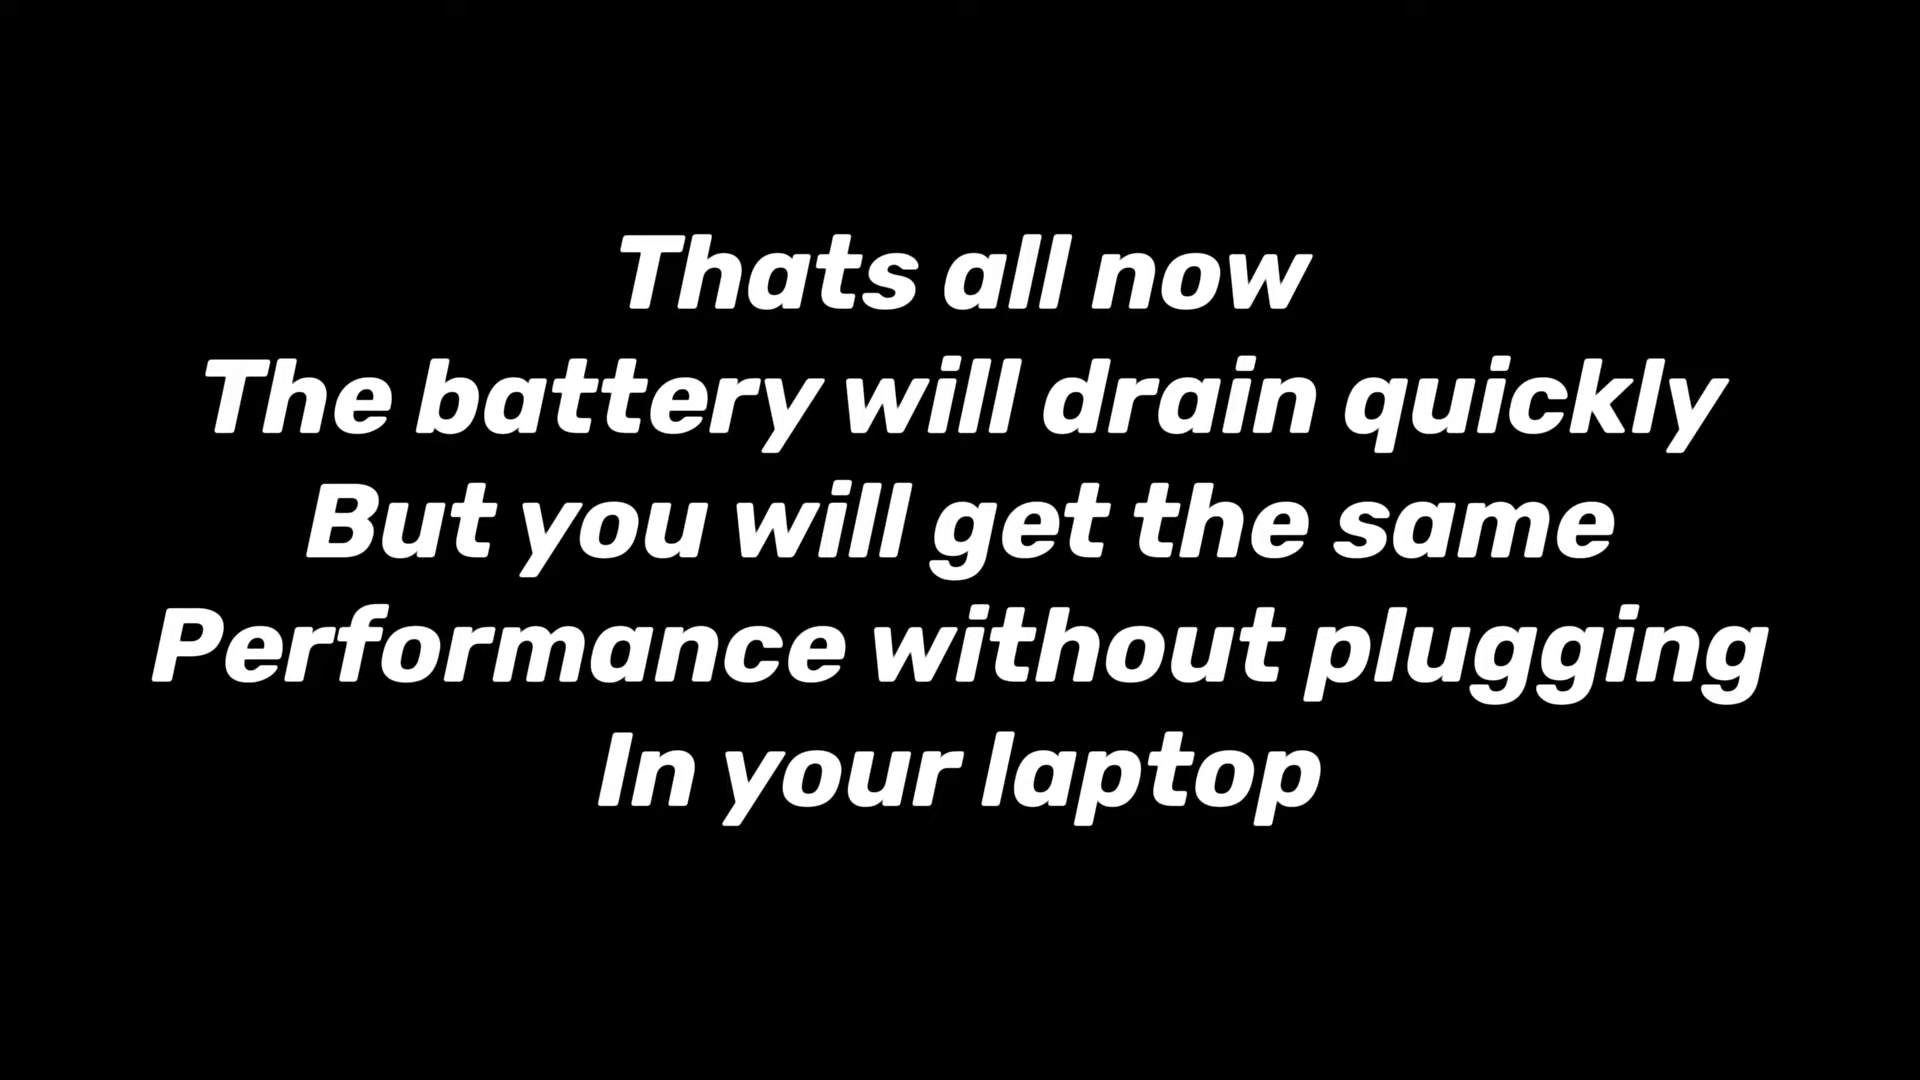 Thats all now
The battery will drain quickly
But you will get the same
Performance without plugging
In your laptop